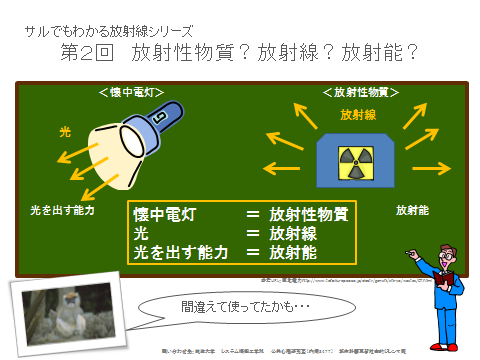 サルでもわかる放射線シリーズ
第2回 放射性物質？放射線？放射能？
＜懐中電灯＞
＜放射性物質＞
光
放射線
光を出す能力
放射能
懐中電灯 ＝ 放射性物質
光 ＝ 放射線
光を出す能力 ＝ 放射能
間違えて使ってたかも・・・